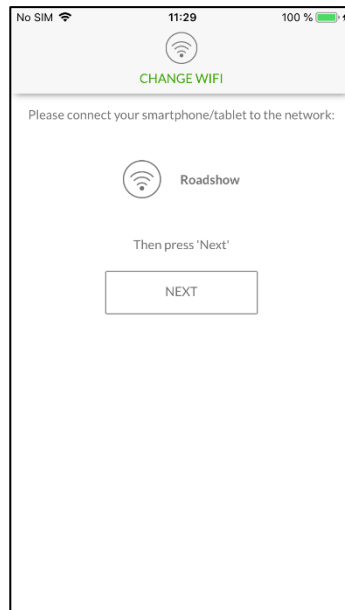 No SIM 11:29 100 %
CHANGE WIFI
Please connect your smartphone/tablet to the network:
Roadshow
Then press 'Next'
NEXT